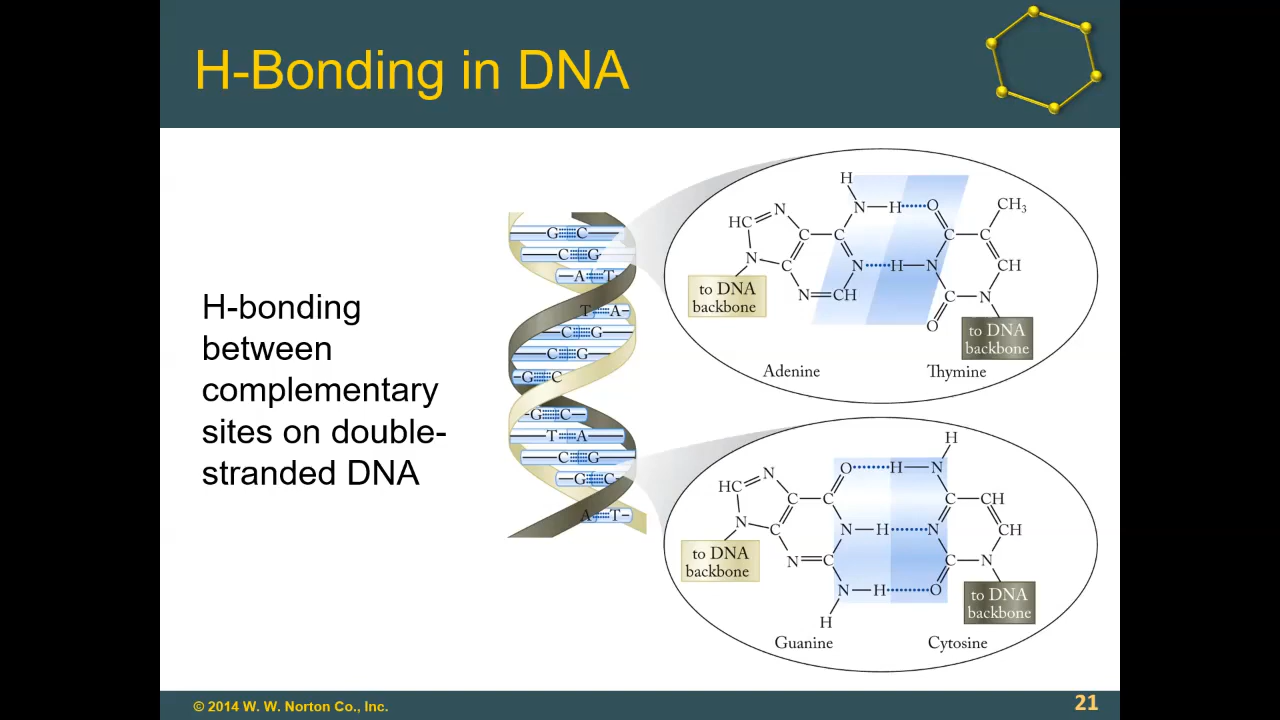 H-Bonding in DNA
H-bonding
between
complementary
sites on double-
stranded DNA
G C
C G
A T
T A
C G
C G
G C
G C
T A
C G
G C
A T
H
N H O CH₃
HC N C C C
N C N H N CH
N CH C N
O
to DNA
backbone
to DNA
backbone
Adenine Thymine
H
O H N
HC N C C C CH
N C N H N CH
N C C N
N H O
H
to DNA
backbone
to DNA
backbone
Guanine Cytosine
© 2014 W. W. Norton Co., Inc.
21